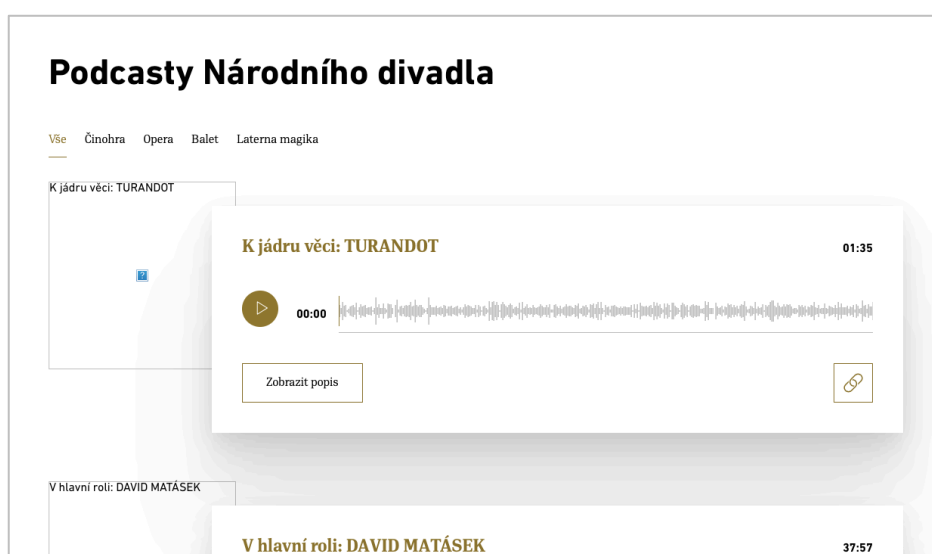 Podcasty Národního divadla
Vše Činohra Opera Balet Laterna magika
K jádru věci: TURANDOT
K jádru věci: TURANDOT 01:35
00:00
Zobrazit popis
V hlavní roli: DAVID MATÁSEK
V hlavní roli: DAVID MATÁSEK 37:57